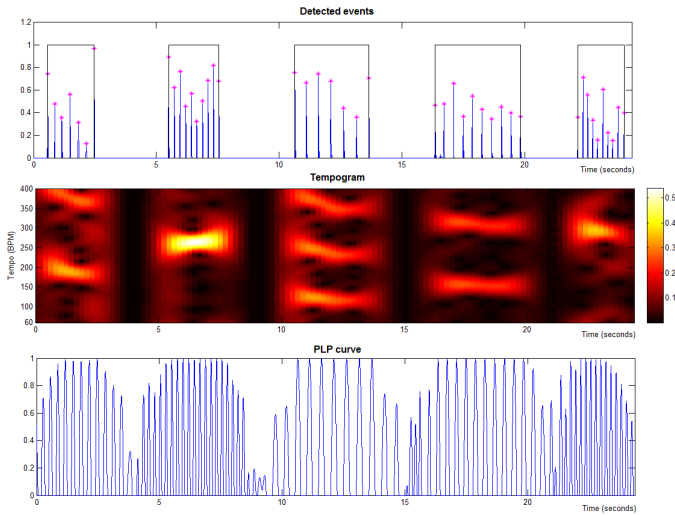 Detected events
1.2
1
0.8
0.6
0.4
0.2
0
0 5 10 15 20
Time (seconds)
Tempogram
Tempo (BPM)
400
350
300
250
200
150
100
60
0 5 10 15 20
Time (seconds)
0.5
0.4
0.3
0.2
0.1
PLP curve
1
0.8
0.6
0.4
0.2
0
0 5 10 15 20
Time (seconds)